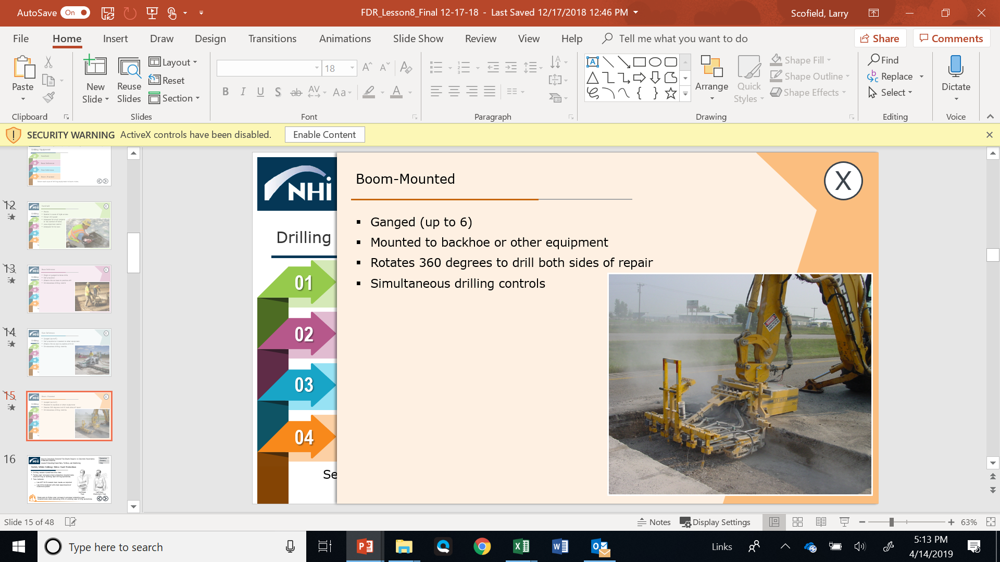 AutoSave On
FDR_Lesson8_Final 12-17-18 - Last Saved 12/17/2018 12:46 PM
Scofield, Larry
File Home Insert Draw Design Transitions Animations Slide Show Review View Help Tell me what you want to do Share Comments
Paste
New Slide
Reuse Slides
Layout
Reset
Section
18
B I U S ab AV Aa A
Arrange
Quick Styles
Shape Fill
Shape Outline
Shape Effects
Find
Replace
Select
Dictate
Clipboard Slides Font Paragraph Drawing Editing Voice
SECURITY WARNING ActiveX controls have been disabled. Enable Content
12
13
14
15
16
NHi
Drilling
01
02
03
04
Se
Boom-Mounted
X
▪ Ganged (up to 6)
▪ Mounted to backhoe or other equipment
▪ Rotates 360 degrees to drill both sides of repair
▪ Simultaneous drilling controls
Slide 15 of 48
Notes Display Settings 63%
Type here to search
Links
5:13 PM
4/14/2019